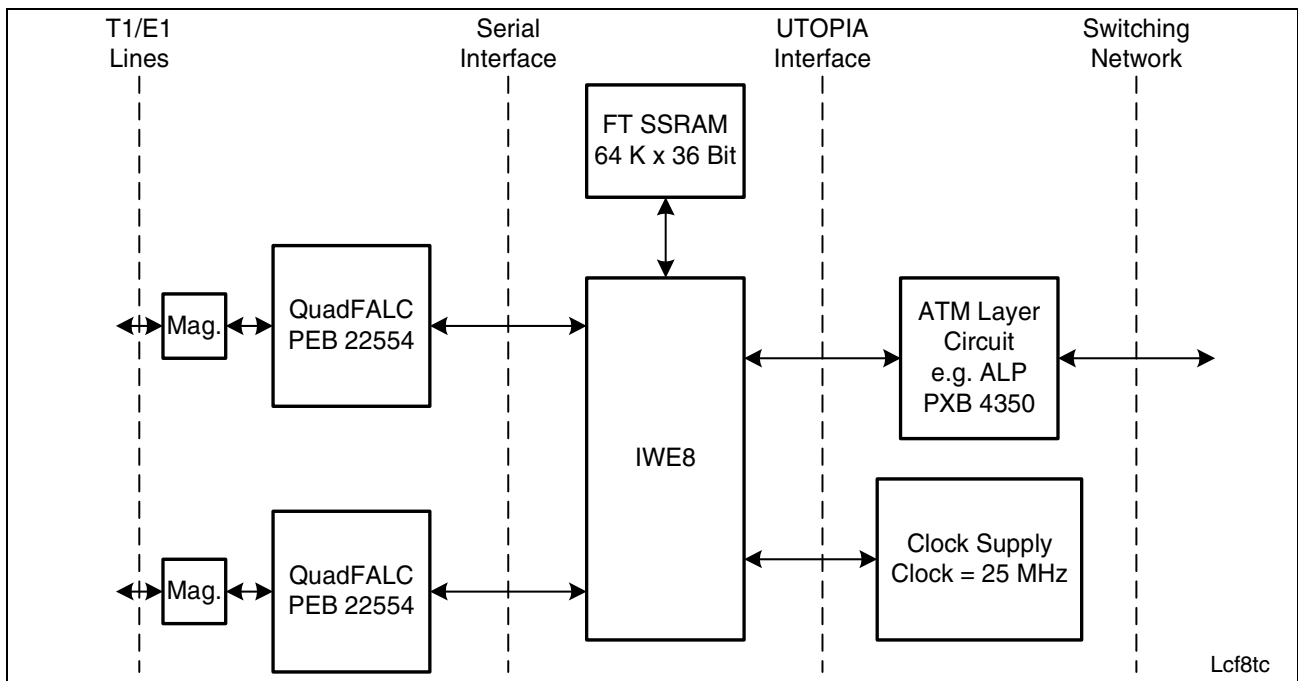 T1/E1
Lines
Serial
Interface
UTOPIA
Interface
Switching
Network
FT SSRAM
64 K x 36 Bit
Mag.
QuadFALC
PEB 22554
IWE8
ATM Layer
Circuit
e.g. ALP
PXB 4350
Mag.
QuadFALC
PEB 22554
Clock Supply
Clock = 25 MHz
Lcf8tc